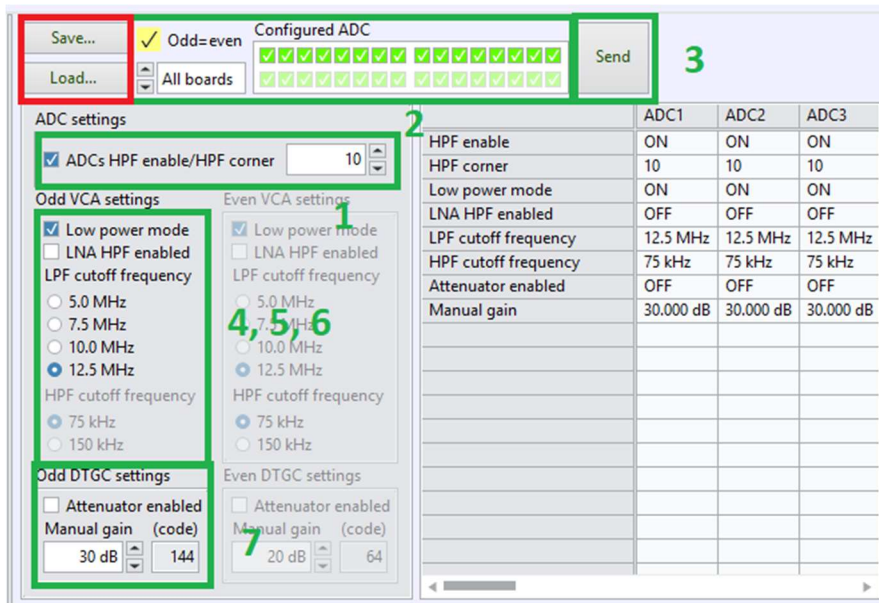 Save...
Load...
Odd=even
All boards
Configured ADC
Send
3
ADC settings
2
ADCs HPF enable/HPF corner 10
Odd VCA settings
Low power mode
LNA HPF enabled
LPF cutoff frequency
5.0 MHz
7.5 MHz
10.0 MHz
12.5 MHz
HPF cutoff frequency
75 kHz
150 kHz
Even VCA settings
1
Low power mode
LNA HPF enabled
LPF cutoff frequency
5.0 MHz
7.5 MHz
4, 5, 6
10.0 MHz
12.5 MHz
HPF cutoff frequency
75 kHz
150 kHz
Odd DTGC settings
Attenuator enabled
Manual gain (code)
30 dB 144
Even DTGC settings
Attenuator enabled
Manual gain (code)
7
20 dB 64
ADC1 ADC2 ADC3
HPF enable ON ON ON
HPF corner 10 10 10
Low power mode ON ON ON
LNA HPF enabled OFF OFF OFF
LPF cutoff frequency 12.5 MHz 12.5 MHz 12.5 MHz
HPF cutoff frequency 75 kHz 75 kHz 75 kHz
Attenuator enabled OFF OFF OFF
Manual gain 30.000 dB 30.000 dB 30.000 dB